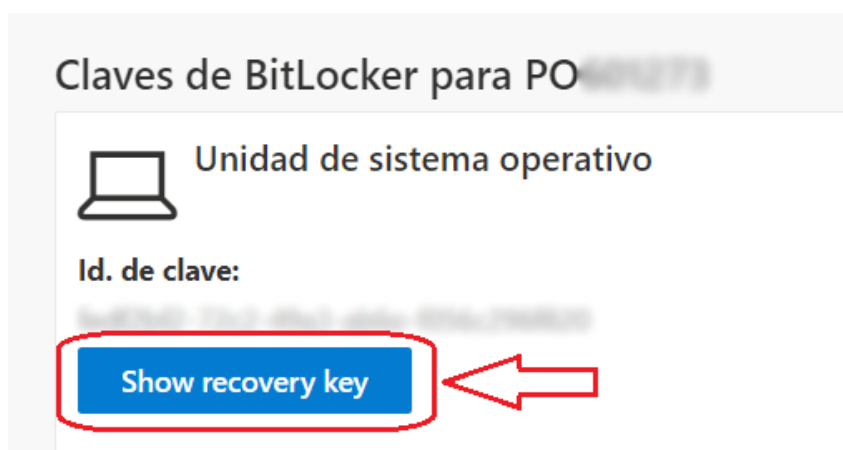 Claves de BitLocker para PO
Unidad de sistema operativo
Id. de clave:
Show recovery key